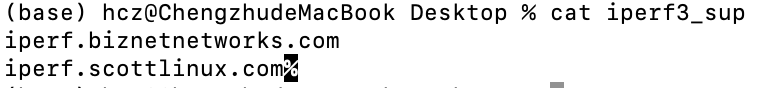 (base) hcz@ChengzhudeMacBook Desktop % cat iperf3_sup
iperf.biznetnetworks.com
iperf.scottlinux.com%